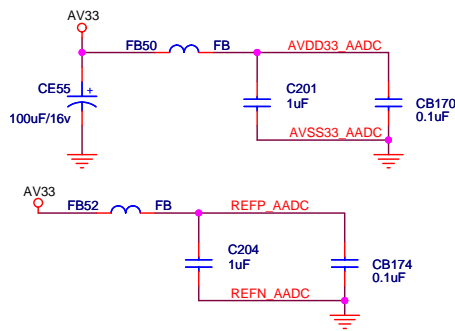 AV33
FB50 FB AVDD33_AADC
CE55 +
100uF/16v
C201
1uF
CB170
0.1uF
AVSS33_AADC
AV33
FB52 FB REFP_AADC
C204
1uF
CB174
0.1uF
REFN_AADC